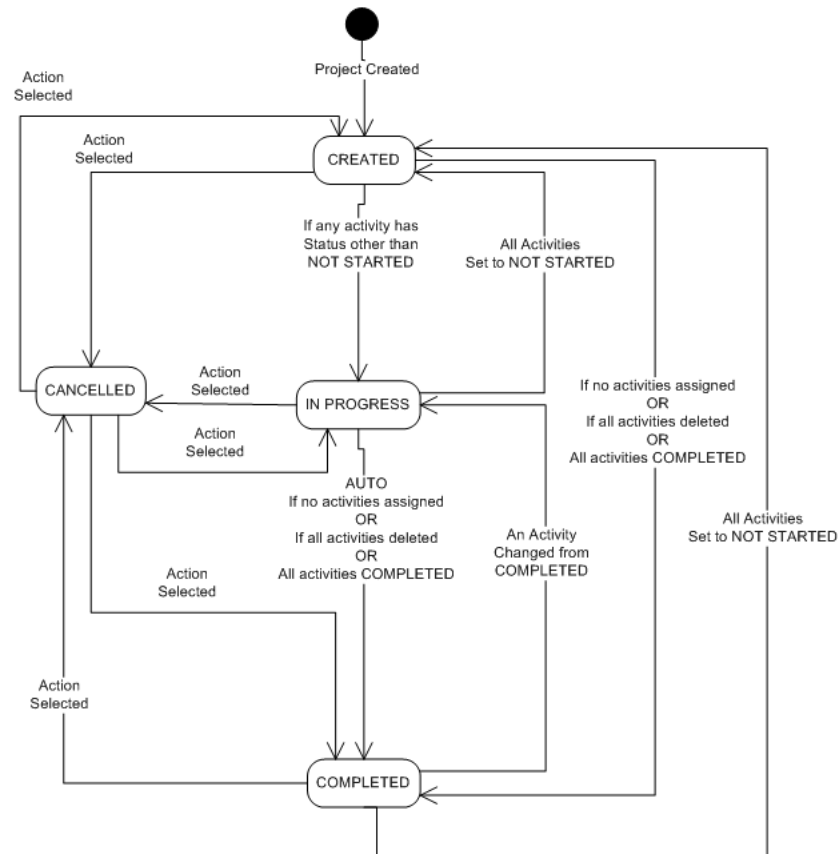 Project Created
Action
Selected
Action
Selected
CREATED
If any activity has
Status other than
NOT STARTED
All Activities
Set to NOT STARTED
CANCELLED
Action
Selected
IN PROGRESS
If no activities assigned
OR
If all activities deleted
OR
All activities COMPLETED
Action
Selected
AUTO
If no activities assigned
OR
If all activities deleted
OR
All activities COMPLETED
An Activity
Changed from
COMPLETED
All Activities
Set to NOT STARTED
Action
Selected
Action
Selected
COMPLETED